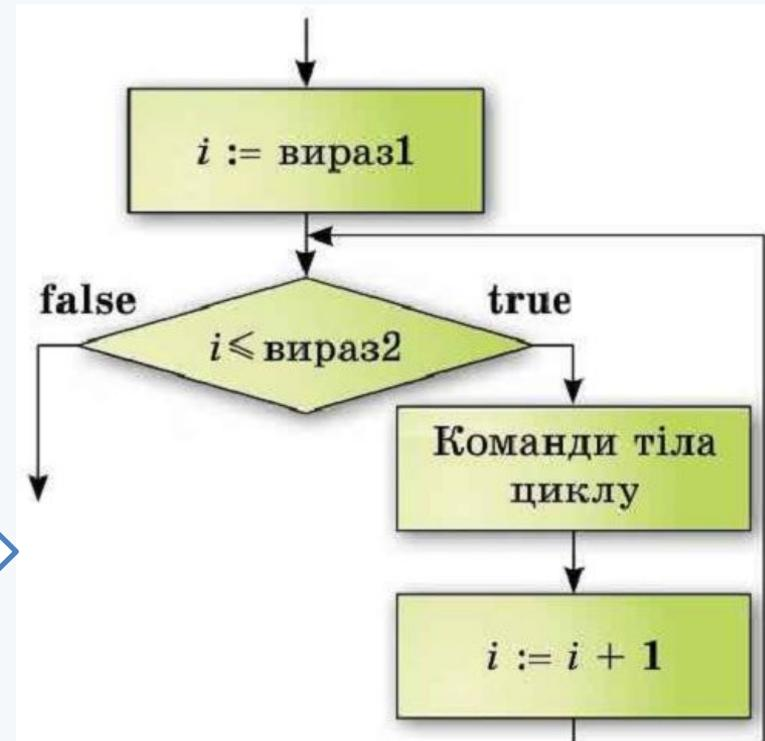 i := вираз1
false
true
i ⩽ вираз2
Команди тіла
циклу
i := i + 1